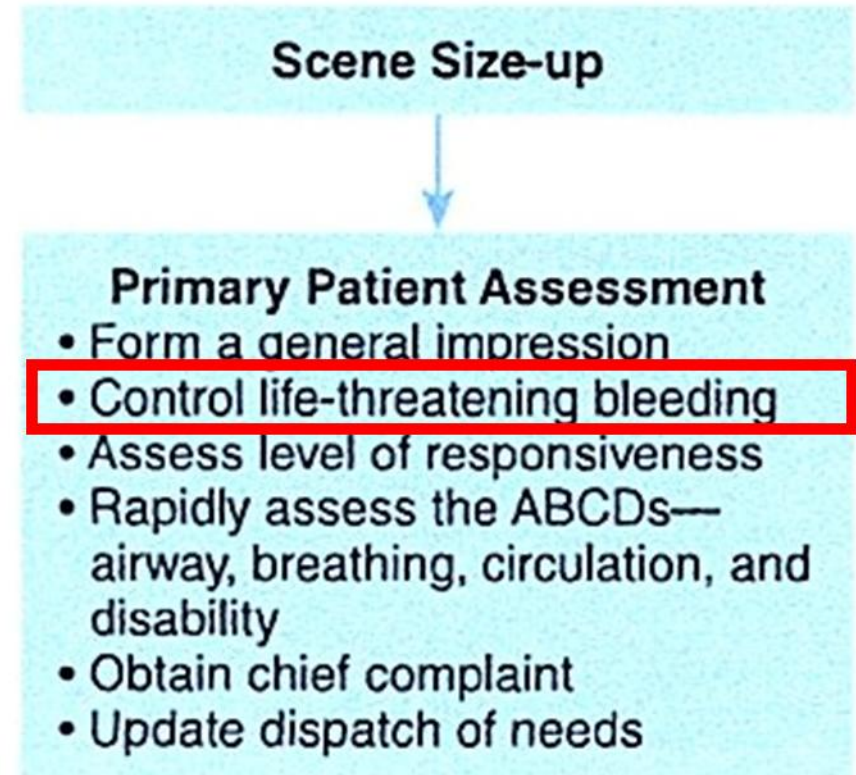 Scene Size-up
Primary Patient Assessment
• Form a general impression
• Control life-threatening bleeding
• Assess level of responsiveness
• Rapidly assess the ABCDs—
airway, breathing, circulation, and
disability
• Obtain chief complaint
• Update dispatch of needs